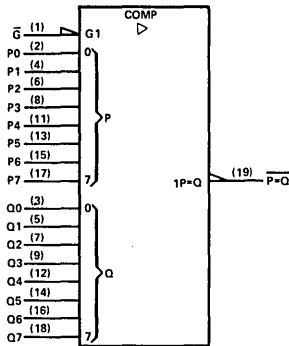 COMP
▷
G̅ (1) G1
P0 (2) 0
P1 (4)
P2 (6)
P3 (8)
P4 (11) P
P5 (13)
P6 (15)
P7 (17) 7
1P=Q (19) P̅=̅Q̅
Q0 (3) 0
Q1 (5)
Q2 (7)
Q3 (9)
Q4 (12) Q
Q5 (14)
Q6 (16)
Q7 (18) 7